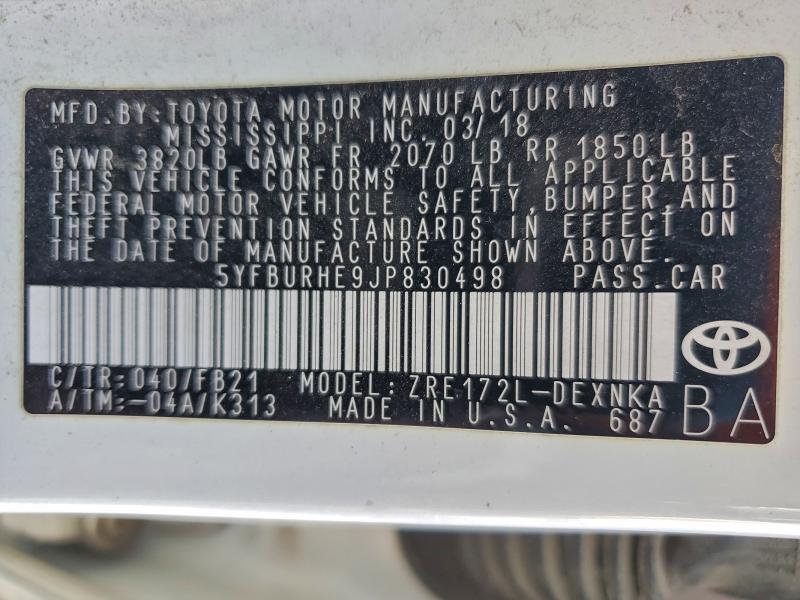 MFD.BY:TOYOTA MOTOR MANUFACTURING
MISSISSIPPI INC. 03/18
GVWR 3820LB GAWR FR 2070 LB RR 1850 LB
THIS VEHICLE CONFORMS TO ALL APPLICABLE
FEDERAL MOTOR VEHICLE SAFETY,BUMPER,AND
THEFT PREVENTION STANDARDS IN EFFECT ON
THE DATE OF MANUFACTURE SHOWN ABOVE.
5YFBURHE9JP830498 PASS.CAR
C/TR:040/FB21 MODEL: ZRE172L-DEXNKA
A/TM:-04A/K313 MADE IN U.S.A. 687
BA